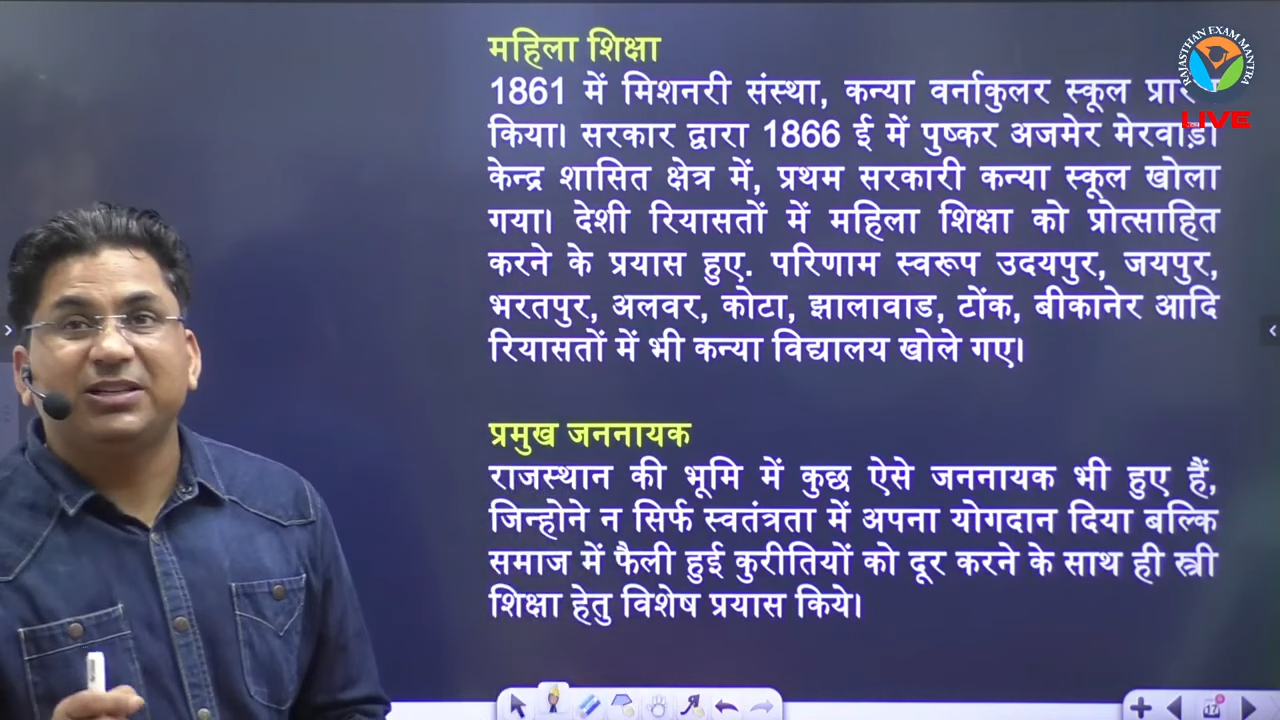 महिला शिक्षा
1861 में मिशनरी संस्था, कन्या वर्नाकुलर स्कूल
किया। सरकार द्वारा 1866 ई में पुष्कर अजमेर मेरवाड़ा
केन्द्र शासित क्षेत्र में, प्रथम सरकारी कन्या स्कूल खोला
गया। देशी रियासतों में महिला शिक्षा को प्रोत्साहित
करने के प्रयास हुए. परिणाम स्वरूप उदयपुर, जयपुर,
भरतपुर, अलवर, कोटा, झालावाड, टोंक, बीकानेर आदि
रियासतों में भी कन्या विद्यालय खोले गए।
प्रमुख जननायक
राजस्थान की भूमि में कुछ ऐसे जननायक भी हुए हैं,
जिन्होने न सिर्फ स्वतंत्रता में अपना योगदान दिया बल्कि
समाज में फैली हुई कुरीतियों को दूर करने के साथ ही स्त्री
शिक्षा हेतु विशेष प्रयास किये।
RAJASTHAN EXAM MANTRA
LIVE
17